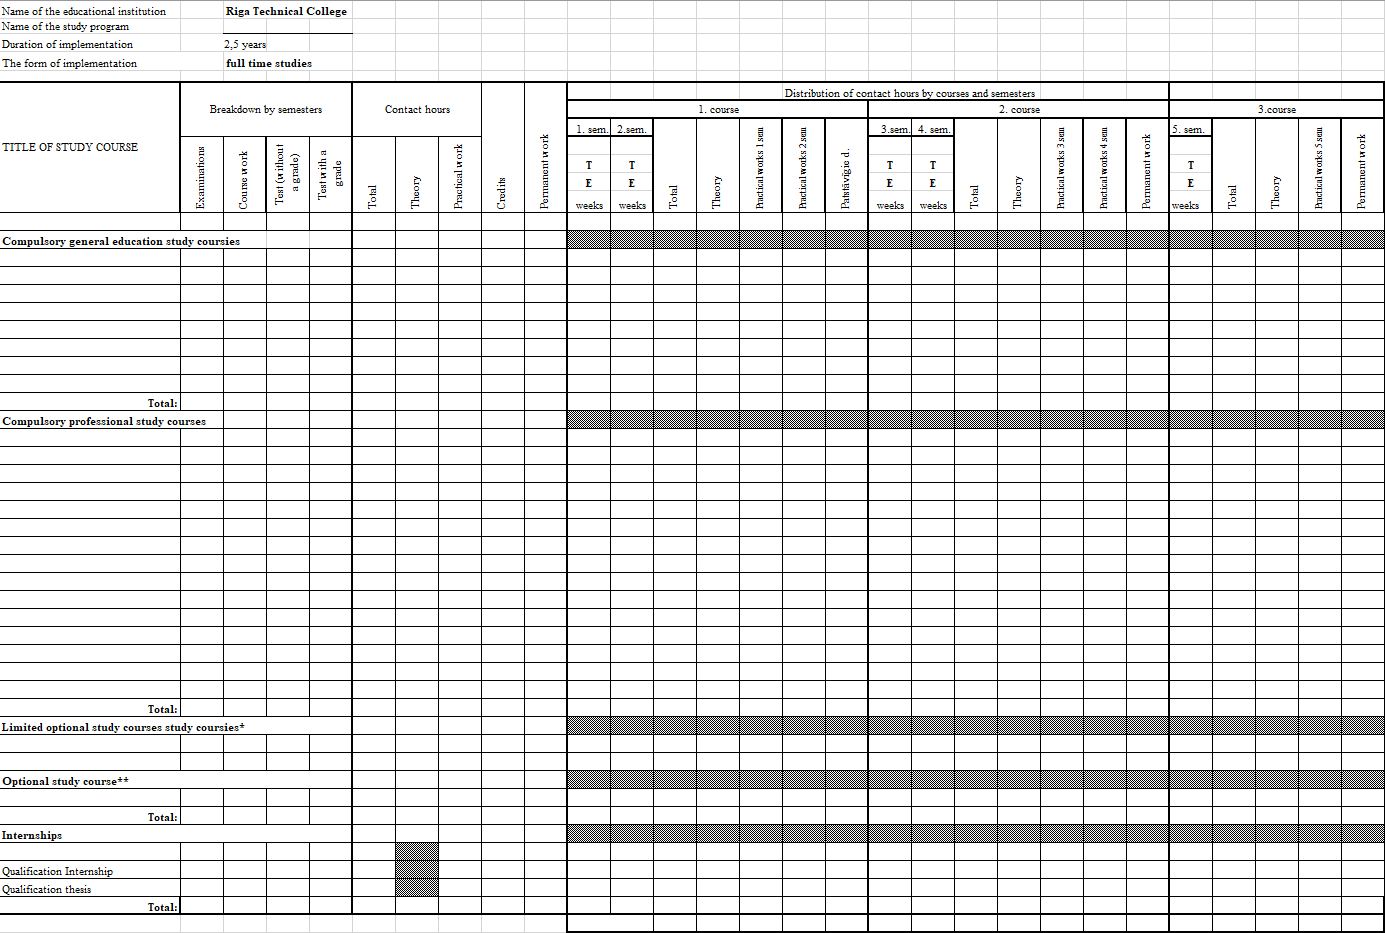 Name of the educational institution Riga Technical College
Name of the study program
Duration of implementation 2,5 years
The form of implementation full time studies
Distribution of contact hours by courses and semesters
Breakdown by semesters Contact hours 1. course 2. course 3.course
TITLE OF STUDY COURSE
Examinations
Course work
Test (without a grade)
Test with a grade
Total
Theory
Practical work
Credits
Permanent work
1. sem. 2.sem.
T T
E E
weeks weeks
Total
Theory
Practical works 1 sem
Practical works 2 sem
Patstāvīgie d.
3.sem. 4. sem.
T T
E E
weeks weeks
Total
Theory
Practical works 3 sem
Practical works 4 sem
Permanent work
5. sem.
T
E
weeks
Total
Theory
Practical works 5 sem
Permanent work
Compulsory general education study coursies
Total:
Compulsory professional study courses
Total:
Limited optional study courses study coursies*
Optional study course**
Total:
Internships
Qualification Internship
Qualification thesis
Total: